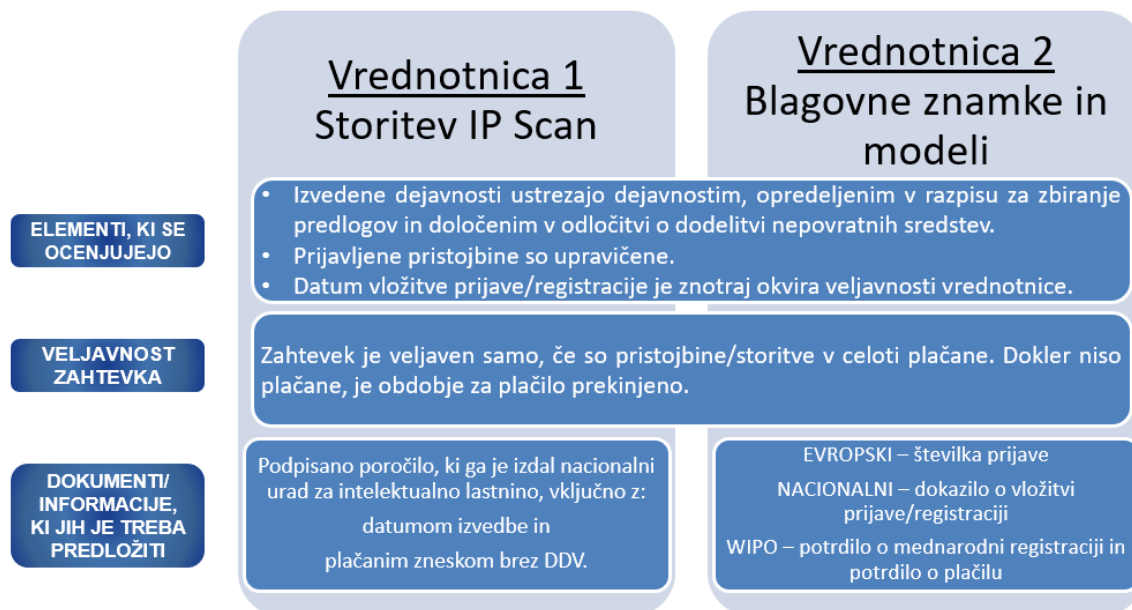 Vrednotnica 1
Storitev IP Scan
Vrednotnica 2
Blagovne znamke in
modeli
ELEMENTI, KI SE
OCENJUJEJO
• Izvedene dejavnosti ustrezajo dejavnostim, opredeljenim v razpisu za zbiranje
predlogov in določenim v odločitvi o dodelitvi nepovratnih sredstev.
• Prijavljene pristojbine so upravičene.
• Datum vložitve prijave/registracije je znotraj okvira veljavnosti vrednotnice.
VELJAVNOST
ZAHTEVKA
Zahtevek je veljaven samo, če so pristojbine/storitve v celoti plačane. Dokler niso
plačane, je obdobje za plačilo prekinjeno.
DOKUMENTI/
INFORMACIJE,
KI JIH JE TREBA
PREDLOŽITI
Podpisano poročilo, ki ga je izdal nacionalni
urad za intelektualno lastnino, vključno z:
datumom izvedbe in
plačanim zneskom brez DDV.
EVROPSKI – številka prijave
NACIONALNI – dokazilo o vložitvi
prijave/registraciji
WIPO – potrdilo o mednarodni registraciji in
potrdilo o plačilu